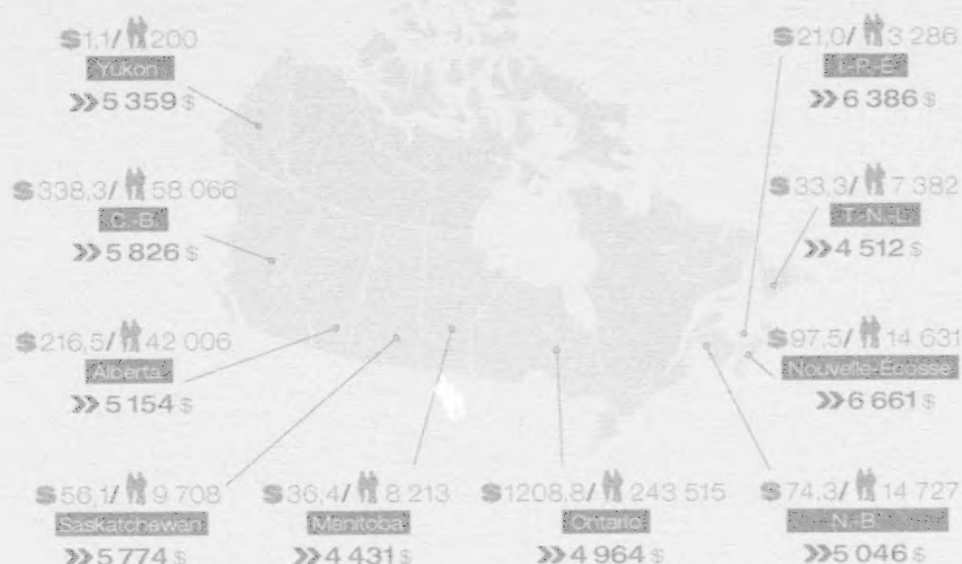 $1,1/ 200
Yukon
>> 5 359 $
$338,3/ 58 066
C.-B.
>> 5 826 $
$216,5/ 42 006
Alberta
>> 5 154 $
$56,1/ 9 708
Saskatchewan
>> 5 774 $
$36,4/ 8 213
Manitoba
>> 4 431 $
$1208,8/ 243 515
Ontario
>> 4 964 $
$74,3/ 14 727
N.-B.
>> 5 046 $
$97,5/ 14 631
Nouvelle-Écosse
>> 6 661 $
$33,3/ 7 382
T.-N.-L.
>> 4 512 $
$21,0/ 3 286
Î.-P.-É.
>> 6 386 $